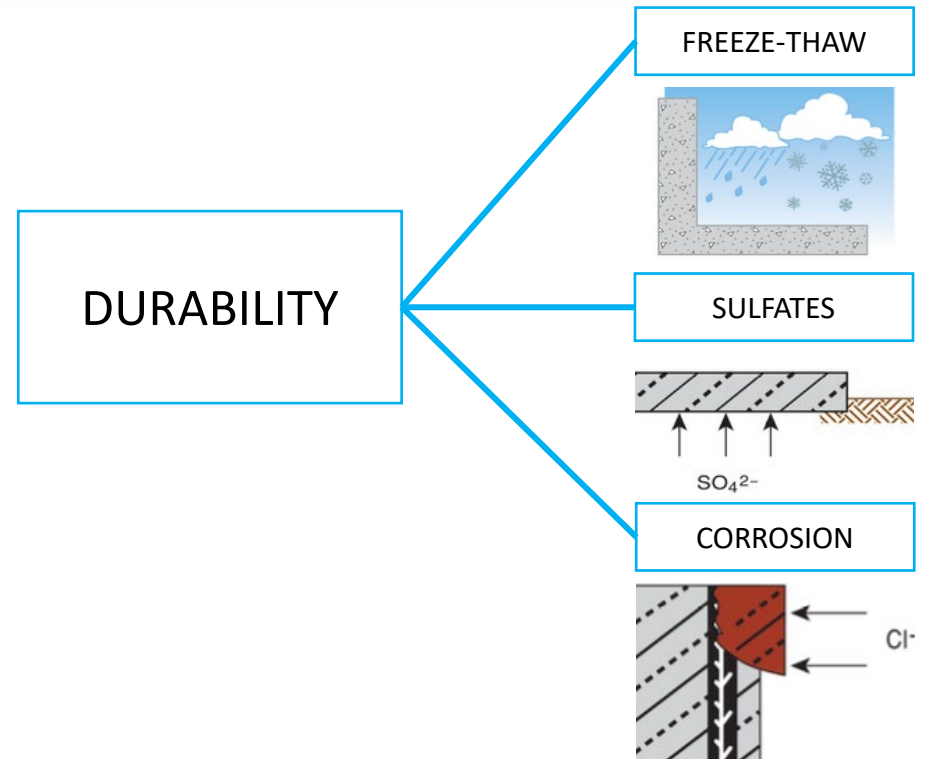 FREEZE-THAW
DURABILITY
SULFATES
SO₄²⁻
CORROSION
Cl⁻